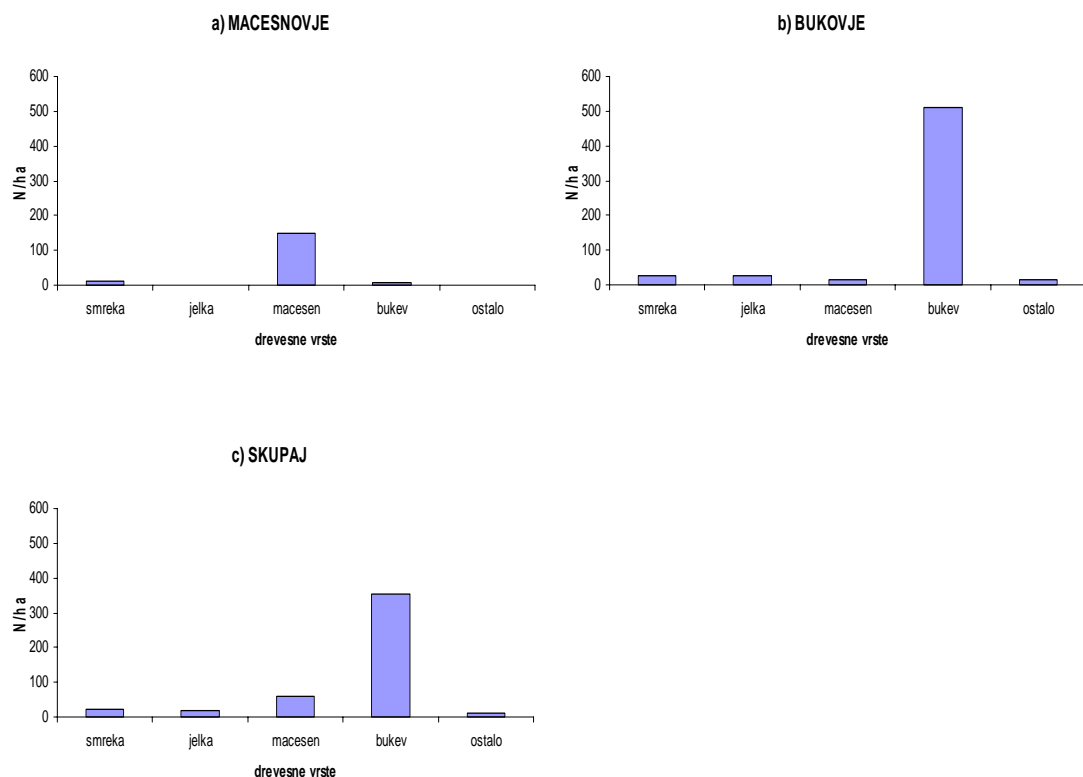 a) MACESNOVJE
600
500
400
300
200
100
0
N/ha
smreka jelka macesen bukev ostalo
drevesne vrste
b) BUKOVJE
600
500
400
300
200
100
0
N/ha
smreka jelka macesen bukev ostalo
drevesne vrste
c) SKUPAJ
600
500
400
300
200
100
0
N/ha
smreka jelka macesen bukev ostalo
drevesne vrste